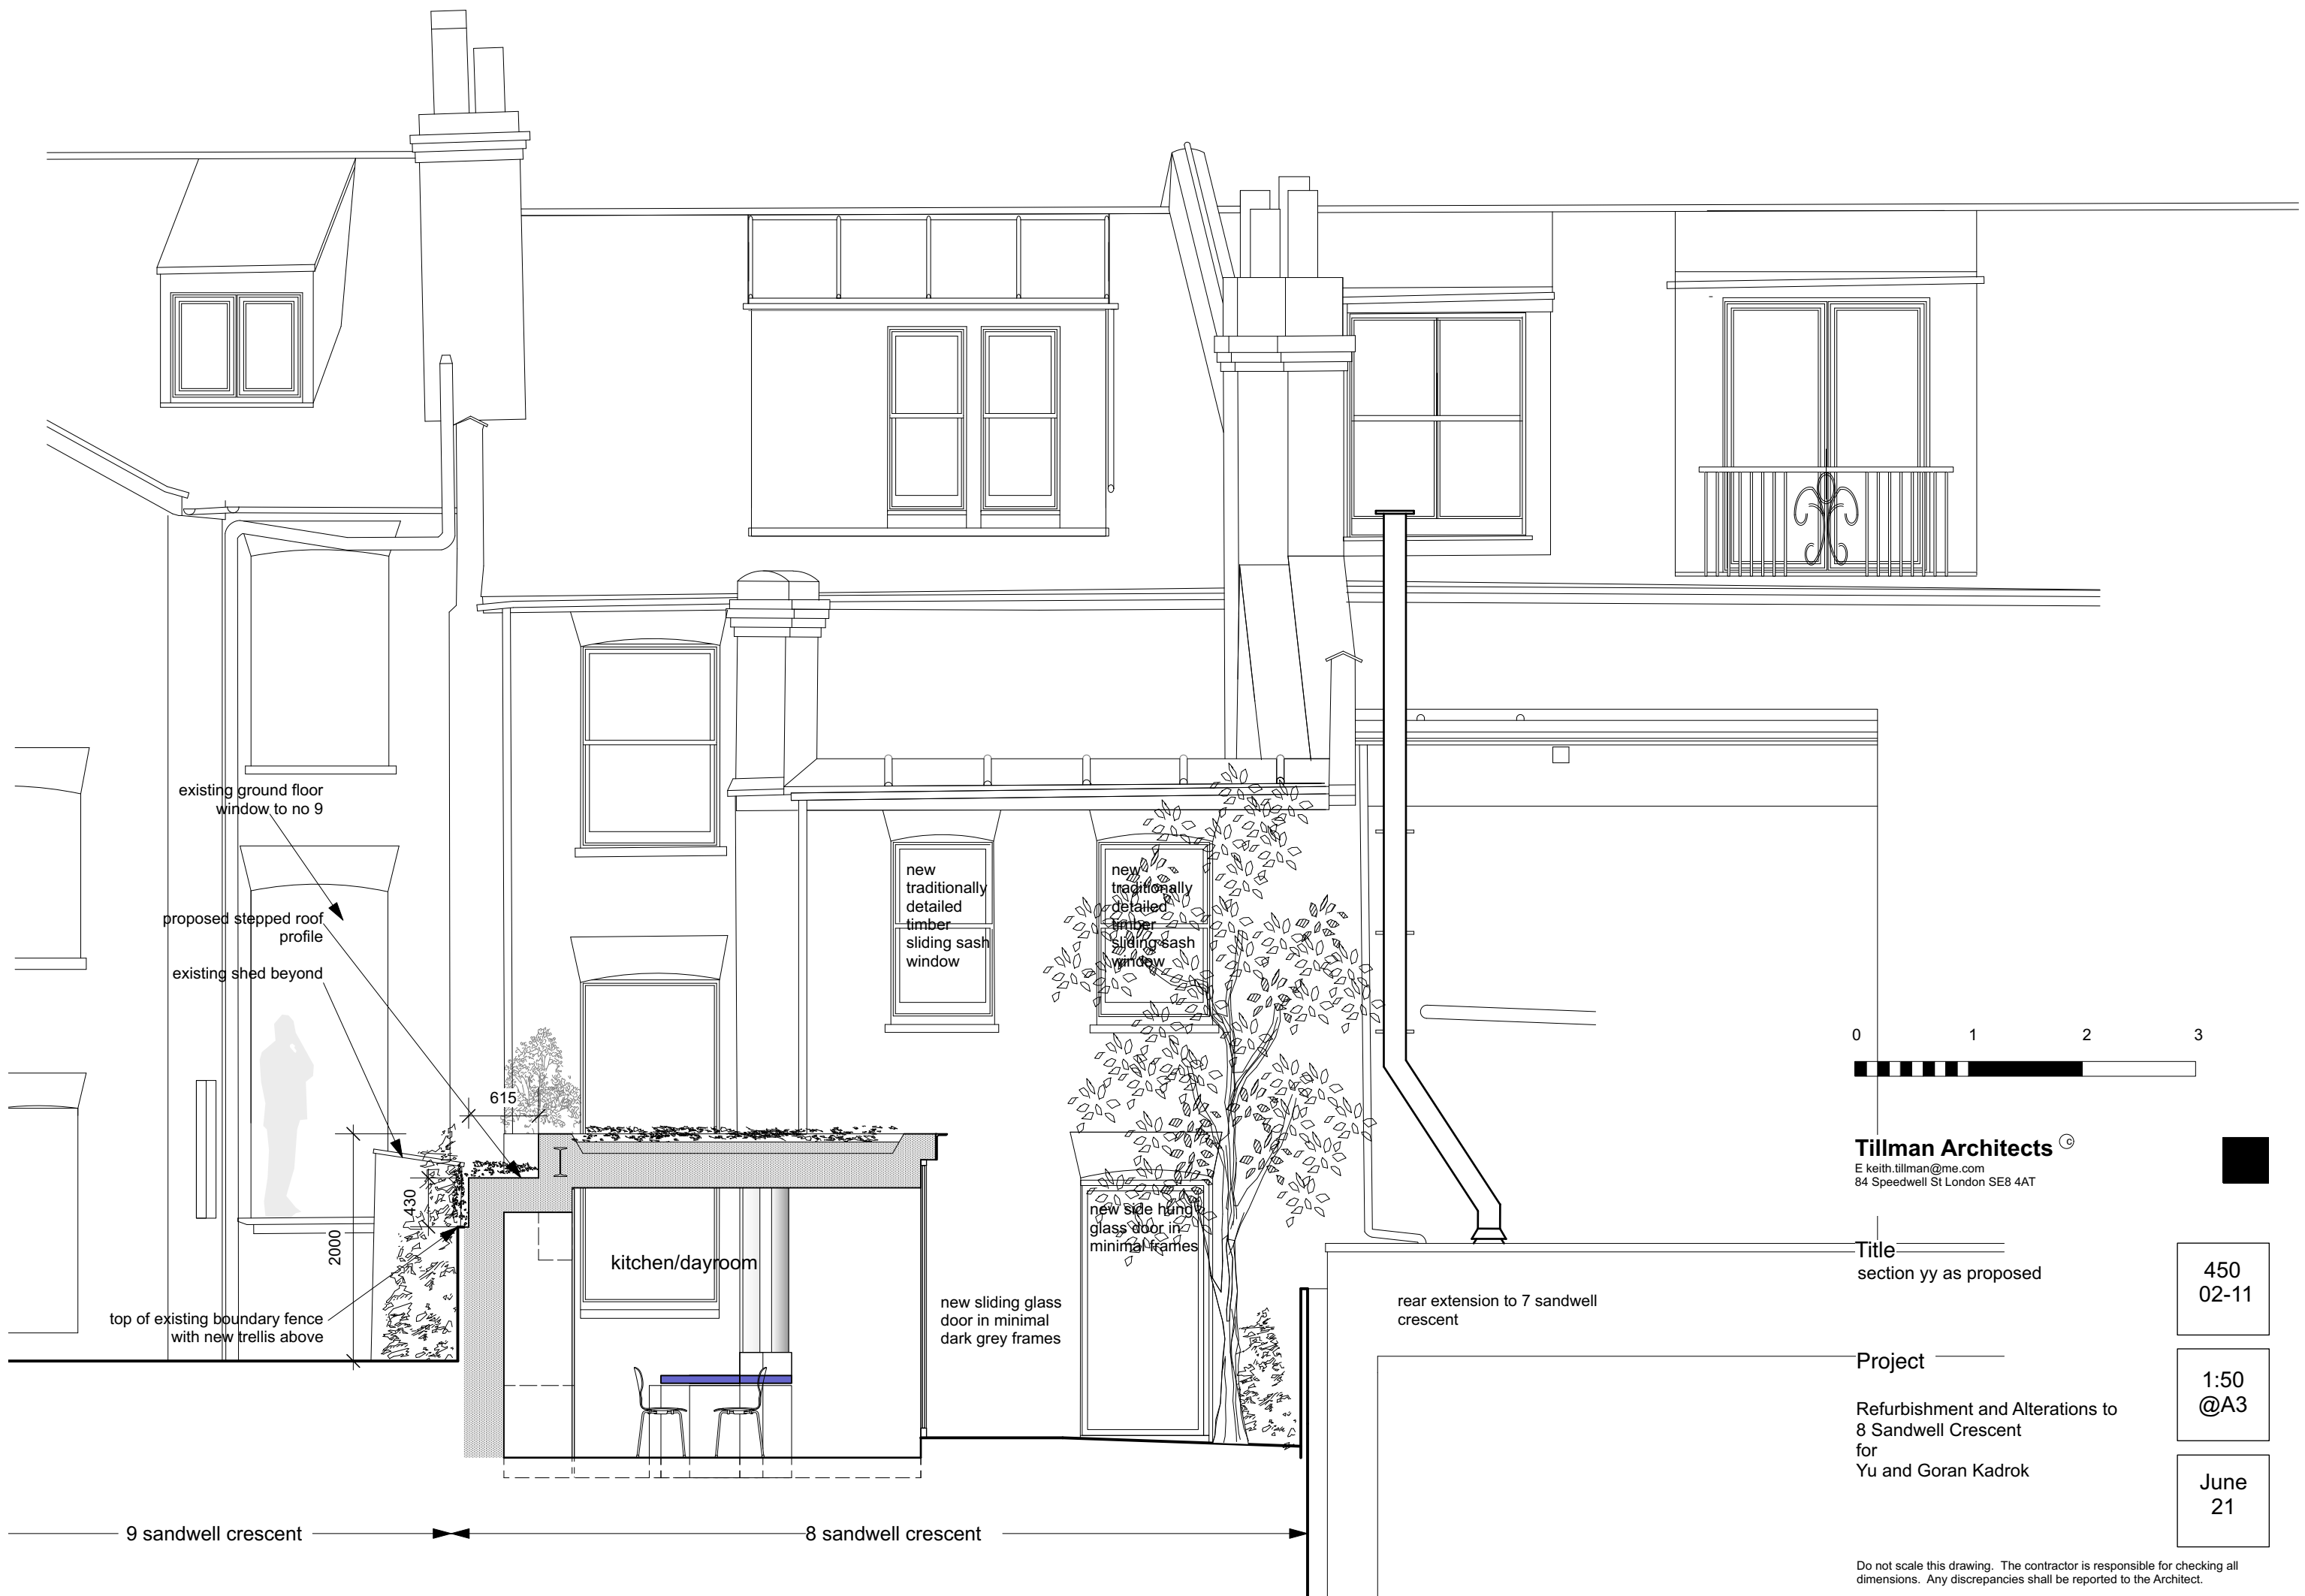 existing ground floor
window to no 9
proposed stepped roof
profile
existing shed beyond
615
430
2000
top of existing boundary fence
with new trellis above
kitchen/dayroom
new
traditionally
detailed
timber
sliding sash
window
new
traditionally
detailed
timber
sliding sash
window
new side hung
glass door in
minimal frames
new sliding glass
door in minimal
dark grey frames
rear extension to 7 sandwell
crescent
9 sandwell crescent
8 sandwell crescent
0 1 2 3
Tillman Architects ©
E keith.tillman@me.com
84 Speedwell St London SE8 4AT
Title
section yy as proposed
450
02-11
Project
Refurbishment and Alterations to
8 Sandwell Crescent
for
Yu and Goran Kadrok
1:50
@A3
June
21
Do not scale this drawing. The contractor is responsible for checking all
dimensions. Any discrepancies shall be reported to the Architect.